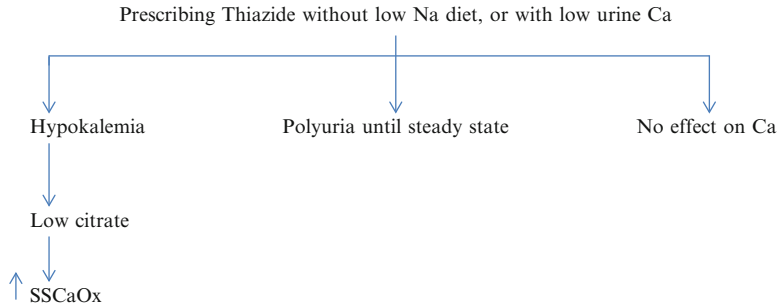 Prescribing Thiazide without low Na diet, or with low urine Ca
Hypokalemia
Polyuria until steady state
No effect on Ca
Low citrate
SSCaOx